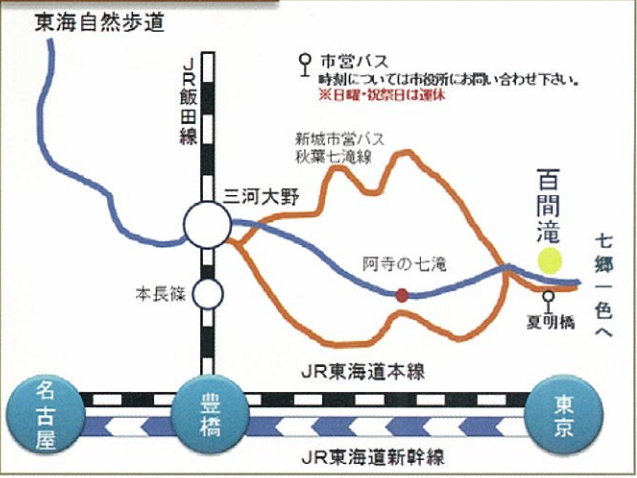 東海自然歩道
JR飯田線
市営バス
時刻については市役所にお問い合わせ下さい。
※日曜・祝祭日は運休
新城市営バス
秋葉七滝線
三河大野
百間滝
七郷一色へ
阿寺の七滝
本長篠
夏明橋
JR東海道本線
名古屋
豊橋
東京
JR東海道新幹線